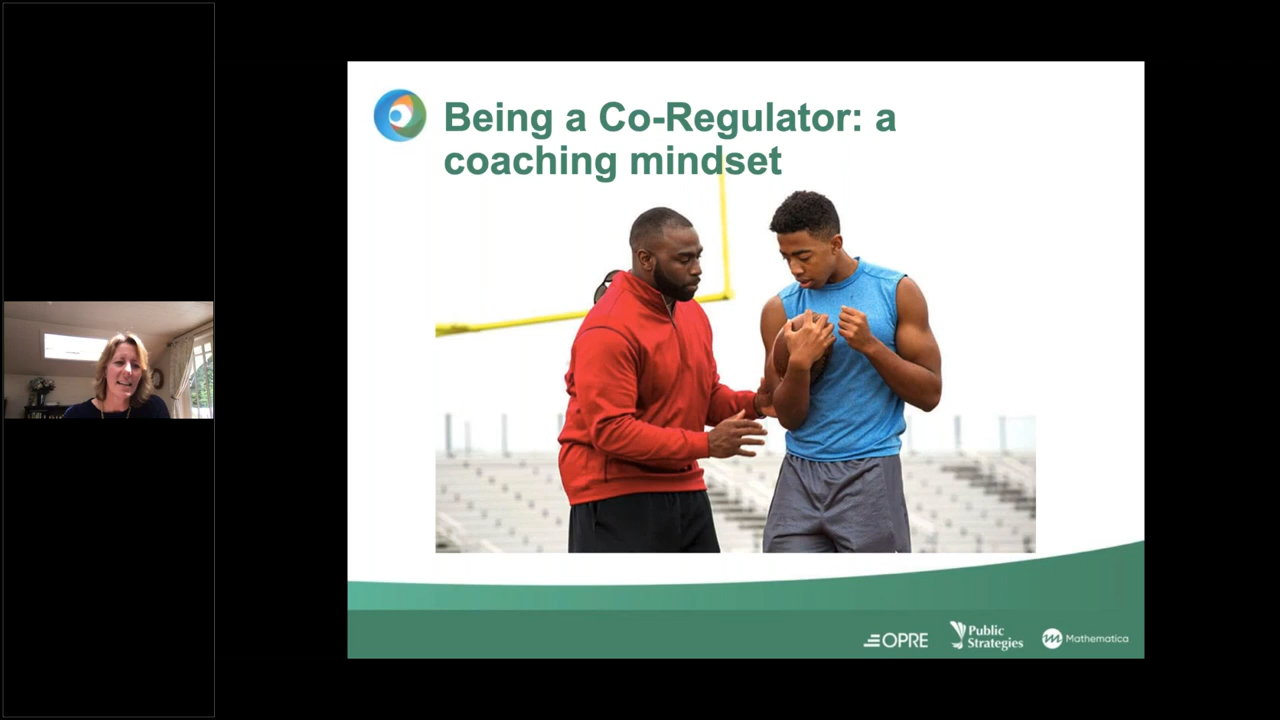 Being a Co-Regulator: a
coaching mindset
OPRE
Public
Strategies
m Mathematica